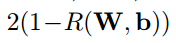 2(1−R(𝐖, 𝐛))